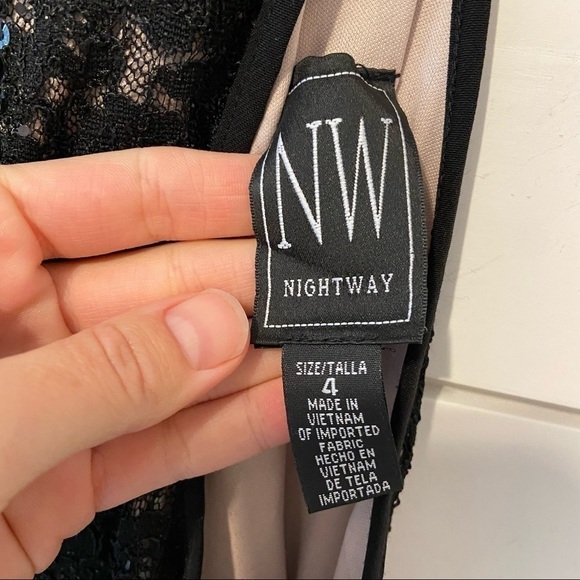 NW
NIGHTWAY
SIZE/TALLA
4
MADE IN
VIETNAM
OF IMPORTED
FABRIC
HECHO EN
VIETNAM
DE TELA
IMPORTADA